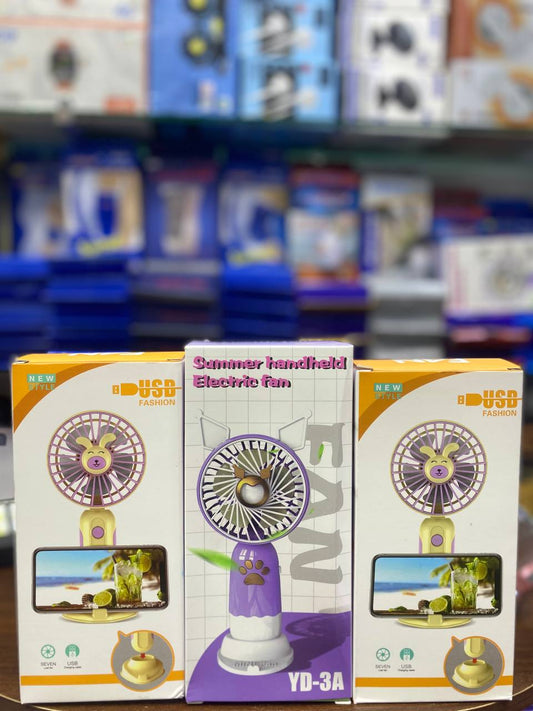 NEW
STYLE
USB
FASHION
SEVEN
USB
Summer handheld
Electric fan
FAN
YD-3A
NEW
STYLE
USB
FASHION
SEVEN
USB